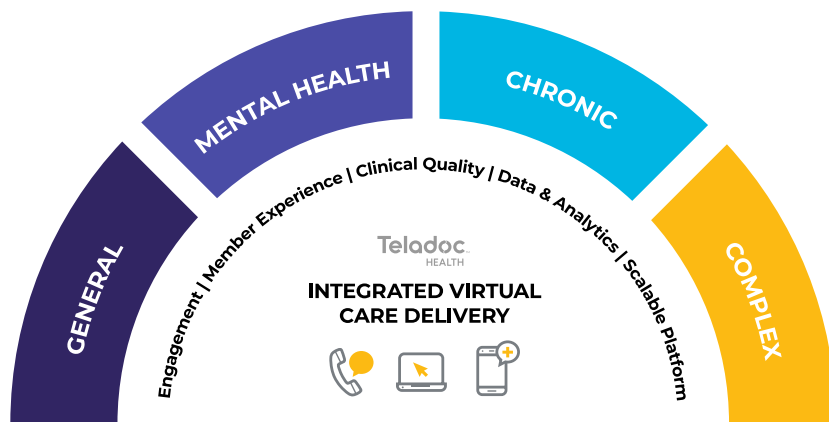 GENERAL
MENTAL HEALTH
CHRONIC
COMPLEX
Engagement | Member Experience | Clinical Quality | Data & Analytics | Scalable Platform
Teladoc™
HEALTH
INTEGRATED VIRTUAL
CARE DELIVERY